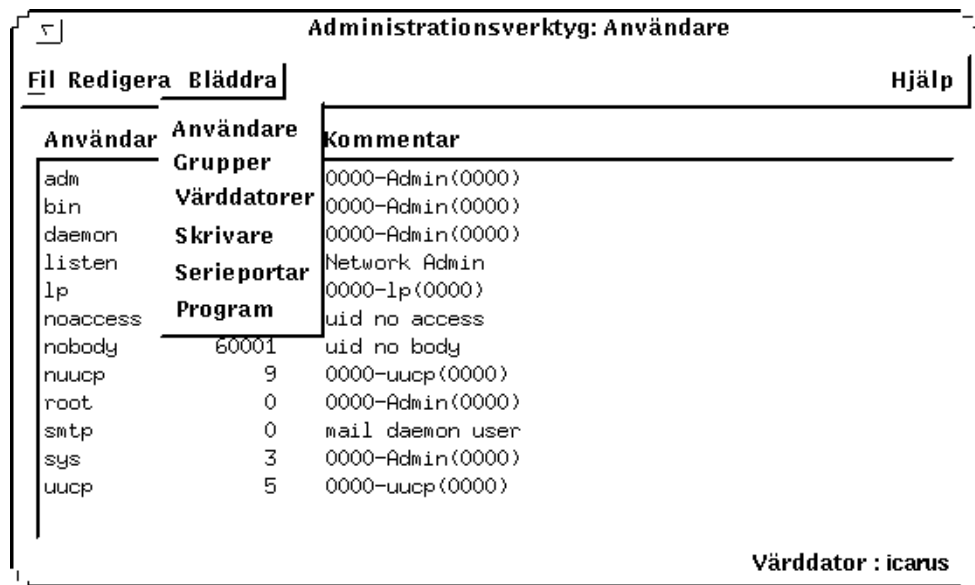 Administrationsverktyg: Användare
Fil Redigera Bläddra Hjälp
Användar Kommentar
Användare
Grupper
Värddatorer
Skrivare
Serieportar
Program
adm 0000-Admin(0000)
bin 0000-Admin(0000)
daemon 0000-Admin(0000)
listen Network Admin
lp 0000-lp(0000)
noaccess uid no access
nobody 60001 uid no body
nuucp 9 0000-uucp(0000)
root 0 0000-Admin(0000)
smtp 0 mail daemon user
sys 3 0000-Admin(0000)
uucp 5 0000-uucp(0000)
Värddator : icarus